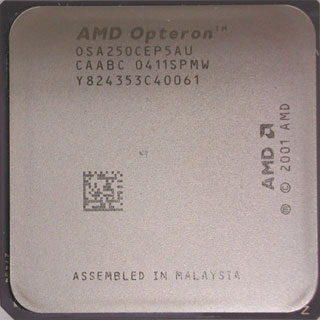 AMD Opteron™
OSA250CEP5AU
CAABC 0411SPMW
Y824353C40061
AMD
® © 2001 AMD
ASSEMBLED IN MALAYSIA